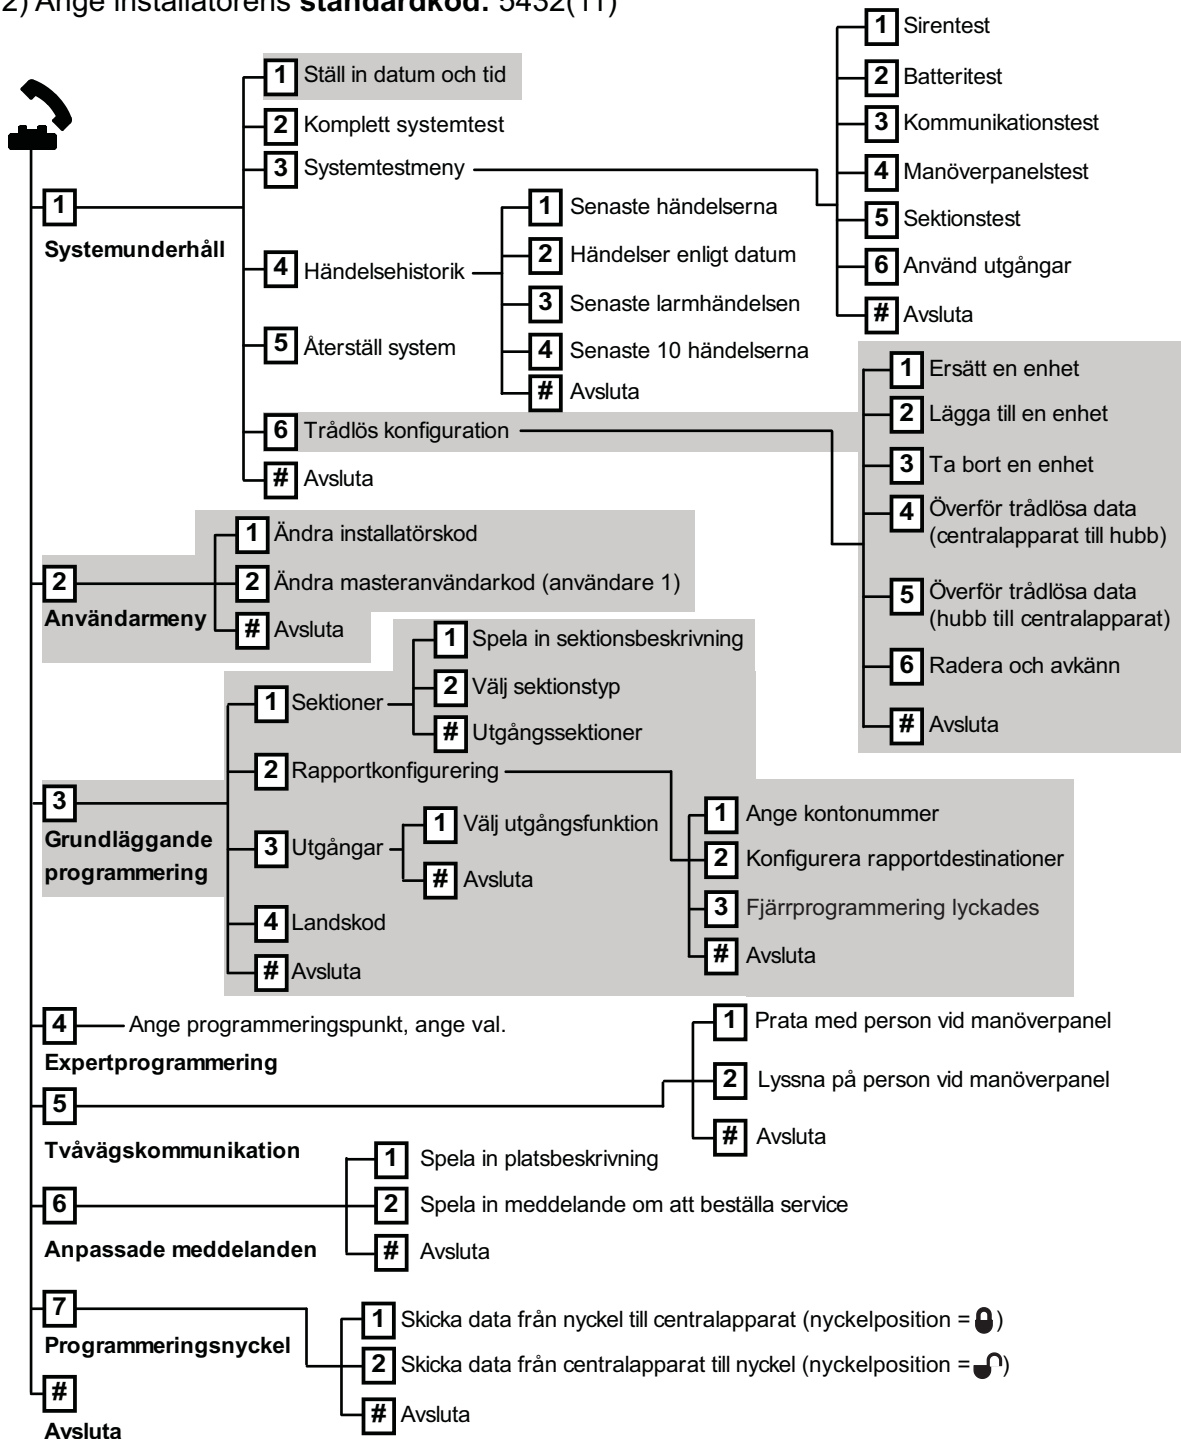 2) Ange installatörens standardkod: 5432(11)
1 Systemunderhåll
1 Ställ in datum och tid
2 Komplett systemtest
3 Systemtestmeny
1 Sirentest
2 Batteritest
3 Kommunikationstest
4 Manöverpanelstest
5 Sektionstest
6 Använd utgångar
# Avsluta
4 Händelsehistorik
1 Senaste händelserna
2 Händelser enligt datum
3 Senaste larmhändelsen
4 Senaste 10 händelserna
# Avsluta
5 Återställ system
6 Trådlös konfiguration
1 Ersätt en enhet
2 Lägga till en enhet
3 Ta bort en enhet
4 Överför trådlösa data
(centralapparat till hubb)
5 Överför trådlösa data
(hubb till centralapparat)
6 Radera och avkänn
# Avsluta
# Avsluta
2 Användarmeny
1 Ändra installatörskod
2 Ändra masteranvändarkod (användare 1)
# Avsluta
3 Grundläggande
programmering
1 Sektioner
1 Spela in sektionsbeskrivning
2 Välj sektionstyp
# Utgångssektioner
2 Rapportkonfigurering
1 Ange kontonummer
2 Konfigurera rapportdestinationer
3 Fjärrprogrammering lyckades
# Avsluta
3 Utgångar
1 Välj utgångsfunktion
# Avsluta
4 Landskod
# Avsluta
4 Ange programmeringspunkt, ange val.
Expertprogrammering
5
Tvåvägskommunikation
1 Prata med person vid manöverpanel
2 Lyssna på person vid manöverpanel
# Avsluta
6
Anpassade meddelanden
1 Spela in platsbeskrivning
2 Spela in meddelande om att beställa service
# Avsluta
7
Programmeringsnyckel
1 Skicka data från nyckel till centralapparat (nyckelposition = )
2 Skicka data från centralapparat till nyckel (nyckelposition = )
# Avsluta
#
Avsluta